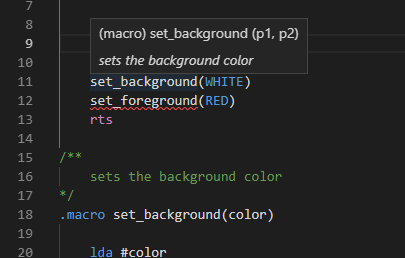 7
8
9
(macro) set_background (p1, p2)
10
sets the background color
11 set_background(WHITE)
12 set_foreground(RED)
13 rts
14
15 /**
16 sets the background color
17 */
18 .macro set_background(color)
19
20 lda #color